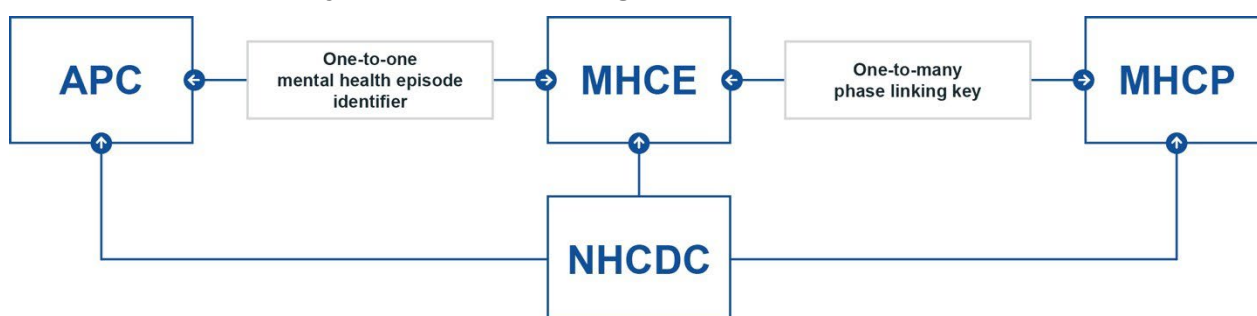 APC
One-to-one
mental health episode
identifier
MHCE
One-to-many
phase linking key
MHCP
NHCDC